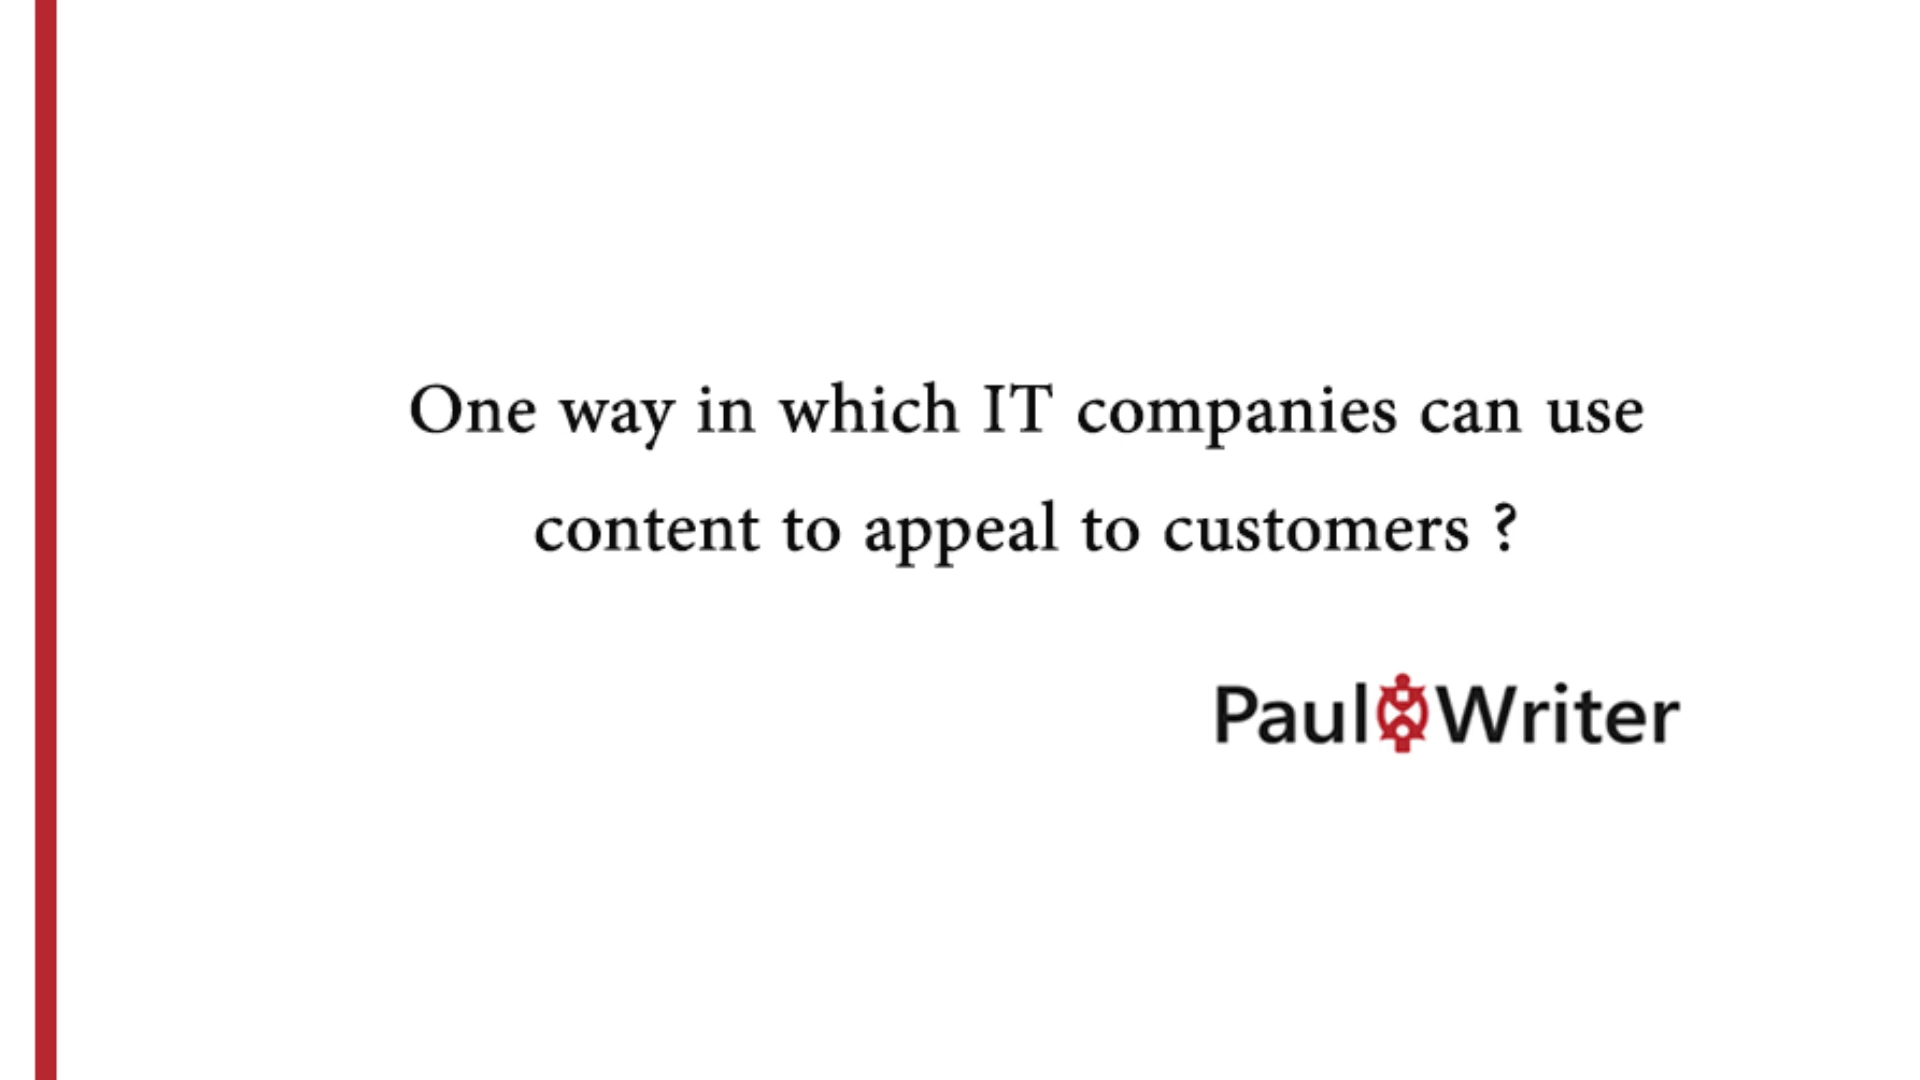 One way in which IT companies can use
content to appeal to customers ?
Paul Writer